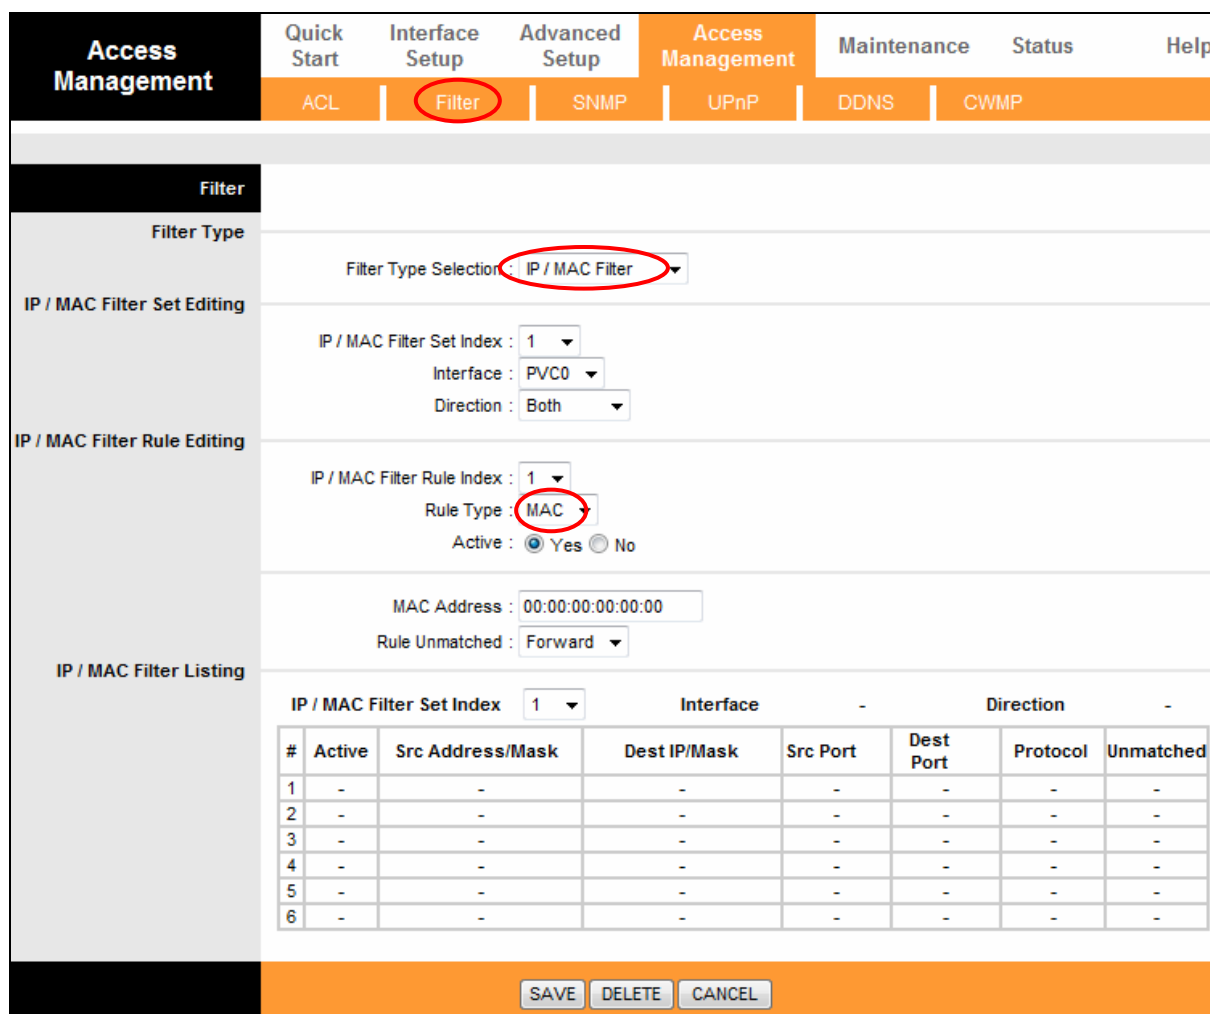 Access Management
Quick Start
Interface Setup
Advanced Setup
Access Management
Maintenance
Status
Help
ACL
Filter
SNMP
UPnP
DDNS
CWMP
Filter
Filter Type
Filter Type Selection : IP / MAC Filter
IP / MAC Filter Set Editing
IP / MAC Filter Set Index : 1
Interface : PVC0
Direction : Both
IP / MAC Filter Rule Editing
IP / MAC Filter Rule Index : 1
Rule Type : MAC
Active : Yes No
MAC Address : 00:00:00:00:00:00
Rule Unmatched : Forward
IP / MAC Filter Listing
IP / MAC Filter Set Index 1 Interface - Direction -
# Active Src Address/Mask Dest IP/Mask Src Port Dest Port Protocol Unmatched
1 - - - - - - -
2 - - - - - - -
3 - - - - - - -
4 - - - - - - -
5 - - - - - - -
6 - - - - - - -
SAVE DELETE CANCEL